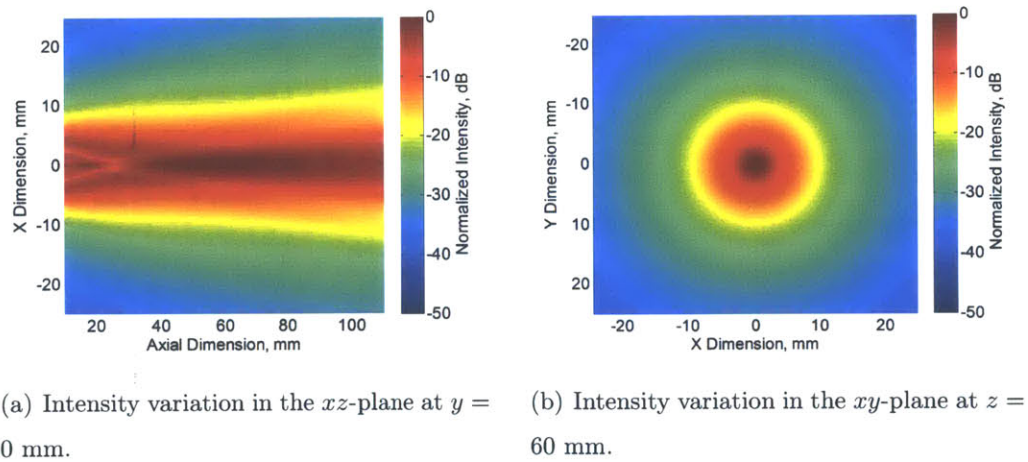 20
10
0
-10
-20
X Dimension, mm
20 40 60 80 100
Axial Dimension, mm
0
-10
-20
-30
-40
-50
Normalized Intensity, dB
-20
-10
0
10
20
Y Dimension, mm
-20 -10 0 10 20
X Dimension, mm
0
-10
-20
-30
-40
-50
Normalized Intensity, dB
(a) Intensity variation in the xz-plane at y =
0 mm.
(b) Intensity variation in the xy-plane at z =
60 mm.